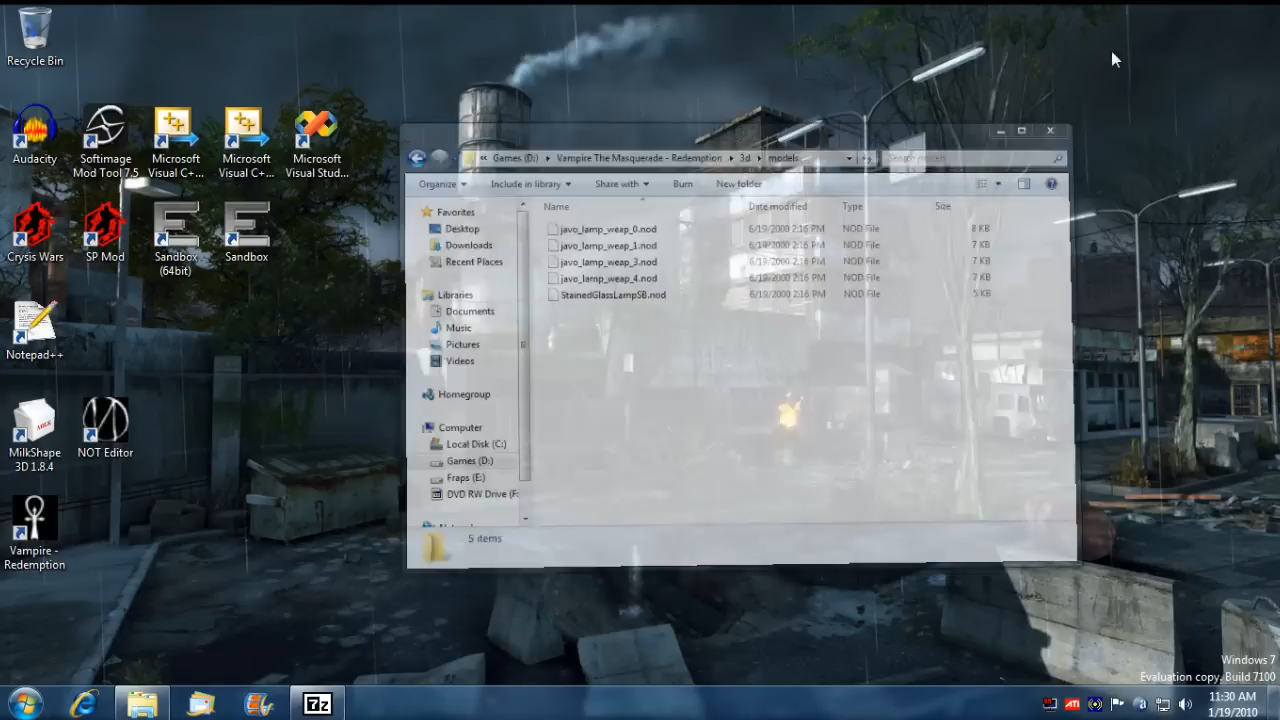 Recycle Bin
Audacity
Softimage
Mod Tool 7.5
Microsoft
Visual C+...
Microsoft
Visual C+...
Microsoft
Visual Stud...
Crysis Wars
SP Mod
Sandbox
(64bit)
Sandbox
Notepad++
MILK
MilkShape
3D 1.8.4
NOT Editor
Vampire -
Redemption
« Games (D:) Vampire The Masquerade - Redemption 3d models
Organize Include in library Share with Burn New folder
Favorites
Desktop
Downloads
Recent Places
Libraries
Documents
Music
Pictures
Videos
Homegroup
Computer
Local Disk (C:)
Games (D:)
Fraps (E:)
DVD RW Drive (F:
Name Date modified Type Size
javo_lamp_weap_0.nod 6/19/2000 2:16 PM NOD File 8 KB
javo_lamp_weap_1.nod 6/19/2000 2:16 PM NOD File 7 KB
javo_lamp_weap_3.nod 6/19/2000 2:16 PM NOD File 7 KB
javo_lamp_weap_4.nod 6/19/2000 2:16 PM NOD File 7 KB
StainedGlassLampSB.nod 6/19/2000 2:16 PM NOD File 5 KB
5 items
Windows 7
Evaluation copy. Build 7100
7z
ATI
11:30 AM
1/19/2010